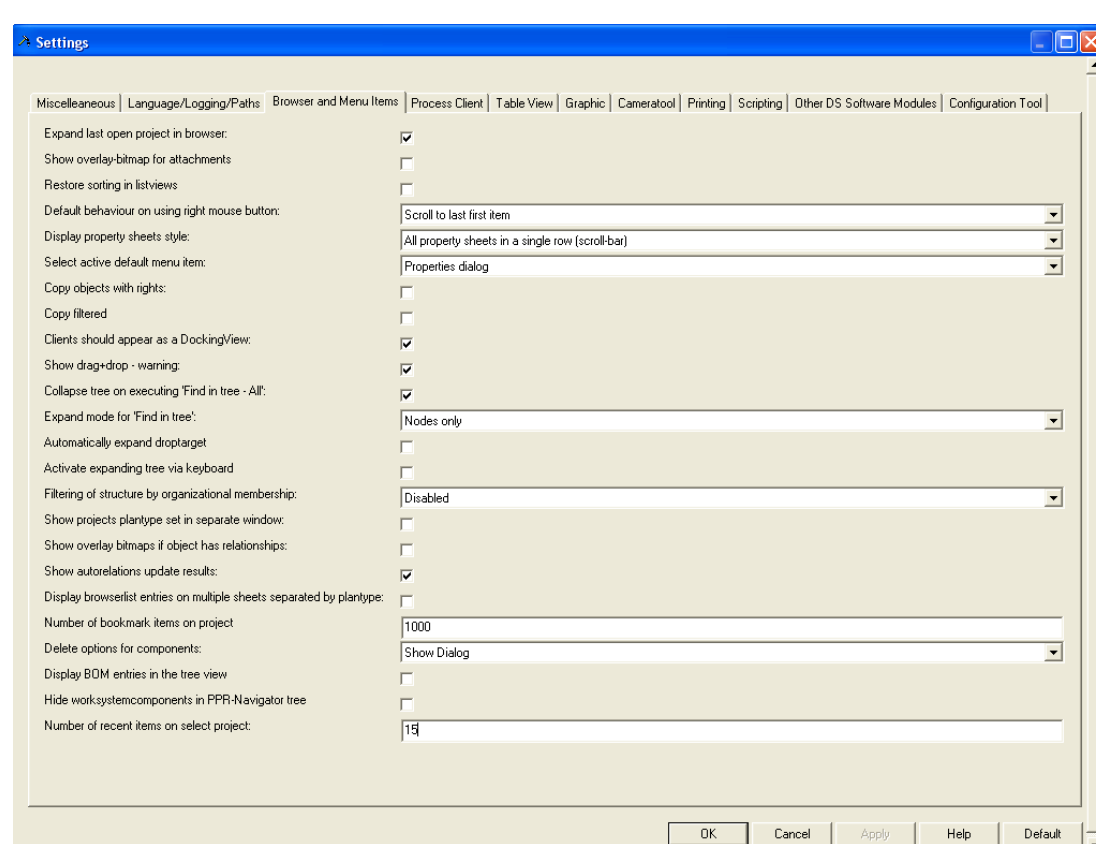 Settings
Miscelleaneous Language/Logging/Paths Browser and Menu Items Process Client Table View Graphic Cameratool Printing Scripting Other DS Software Modules Configuration Tool
Expand last open project in browser:
Show overlay-bitmap for attachments
Restore sorting in listviews
Default behaviour on using right mouse button: Scroll to last first item
Display property sheets style: All property sheets in a single row (scroll-bar)
Select active default menu item: Properties dialog
Copy objects with rights:
Copy filtered
Clients should appear as a DockingView:
Show drag+drop - warning:
Collapse tree on executing 'Find in tree - All':
Expand mode for 'Find in tree': Nodes only
Automatically expand droptarget
Activate expanding tree via keyboard
Filtering of structure by organizational membership: Disabled
Show projects plantype set in separate window:
Show overlay bitmaps if object has relationships:
Show autorelations update results:
Display browserlist entries on multiple sheets separated by plantype:
Number of bookmark items on project 1000
Delete options for components: Show Dialog
Display BOM entries in the tree view
Hide worksystemcomponents in PPR-Navigator tree
Number of recent items on select project: 15
OK Cancel Apply Help Default